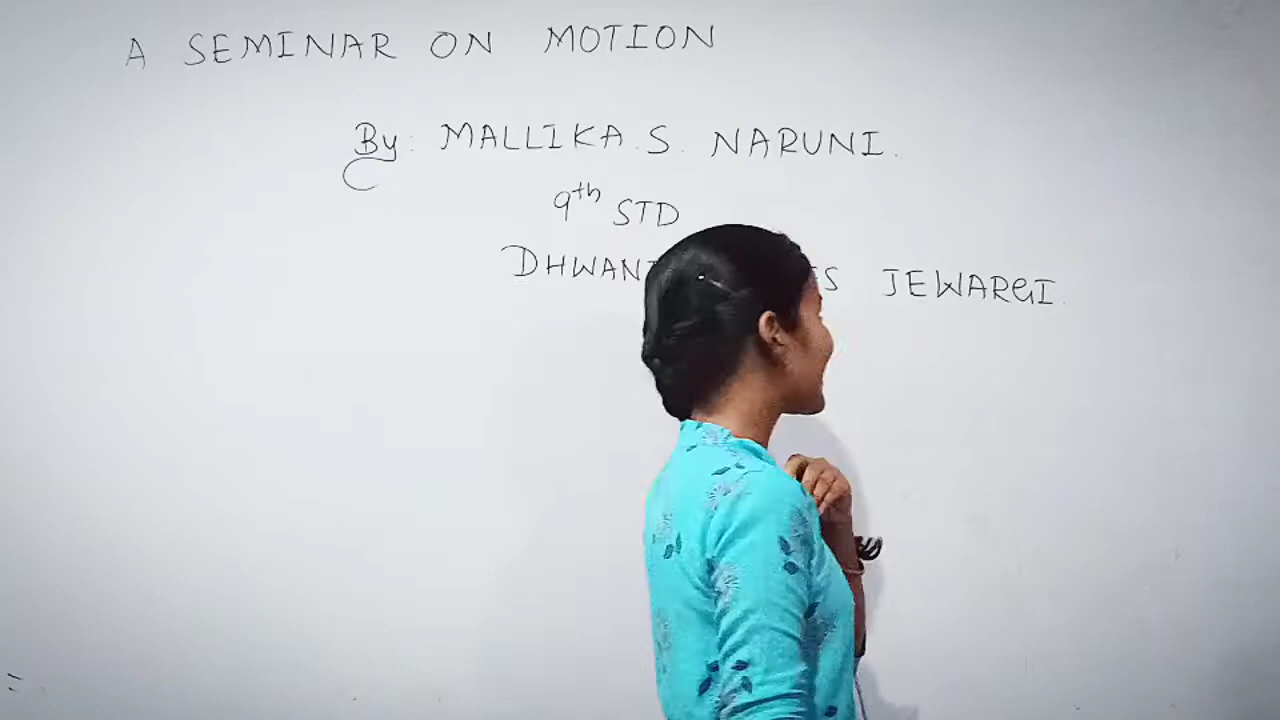 A SEMINAR ON MOTION
By: MALLIKA.S. NARUNI.
9th STD
JEWARGI.